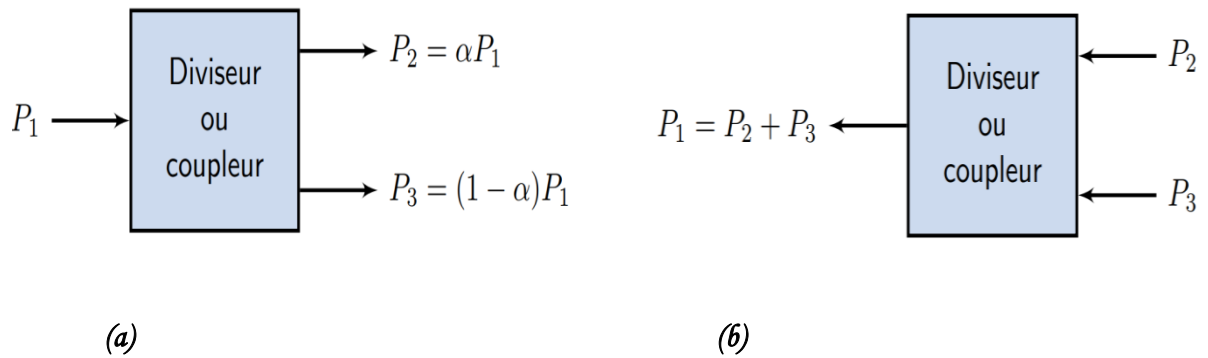 P₁
Diviseur
ou
coupleur
P₂ = αP₁
P₃ = (1 − α)P₁
(a)
P₁ = P₂ + P₃
Diviseur
ou
coupleur
P₂
P₃
(b)